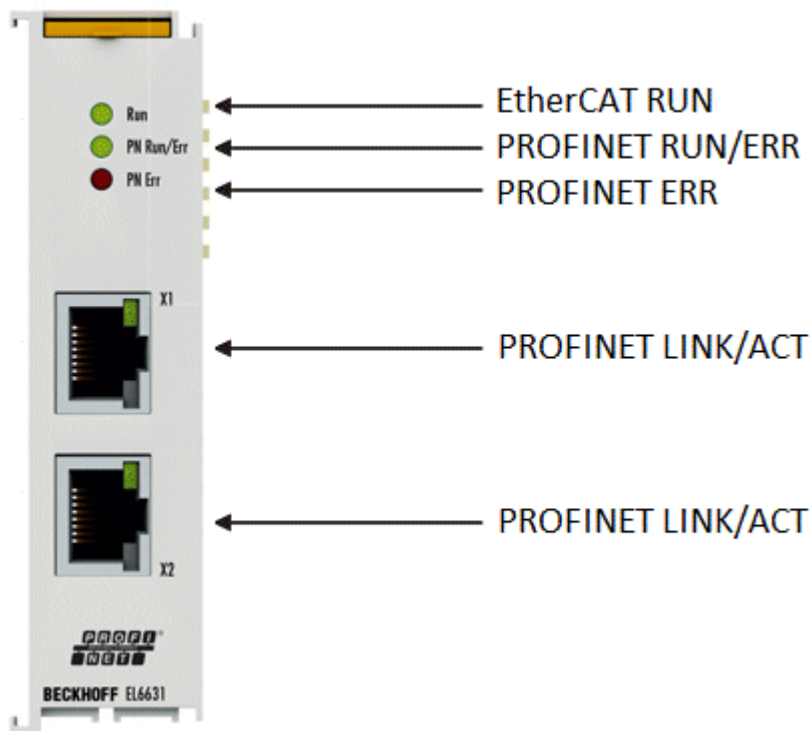 EtherCAT RUN
Run
PROFINET RUN/ERR
PN Run/Err
PROFINET ERR
PN Err
X1
PROFINET LINK/ACT
PROFINET LINK/ACT
X2
PROFI®
NET
BECKHOFF EL6631